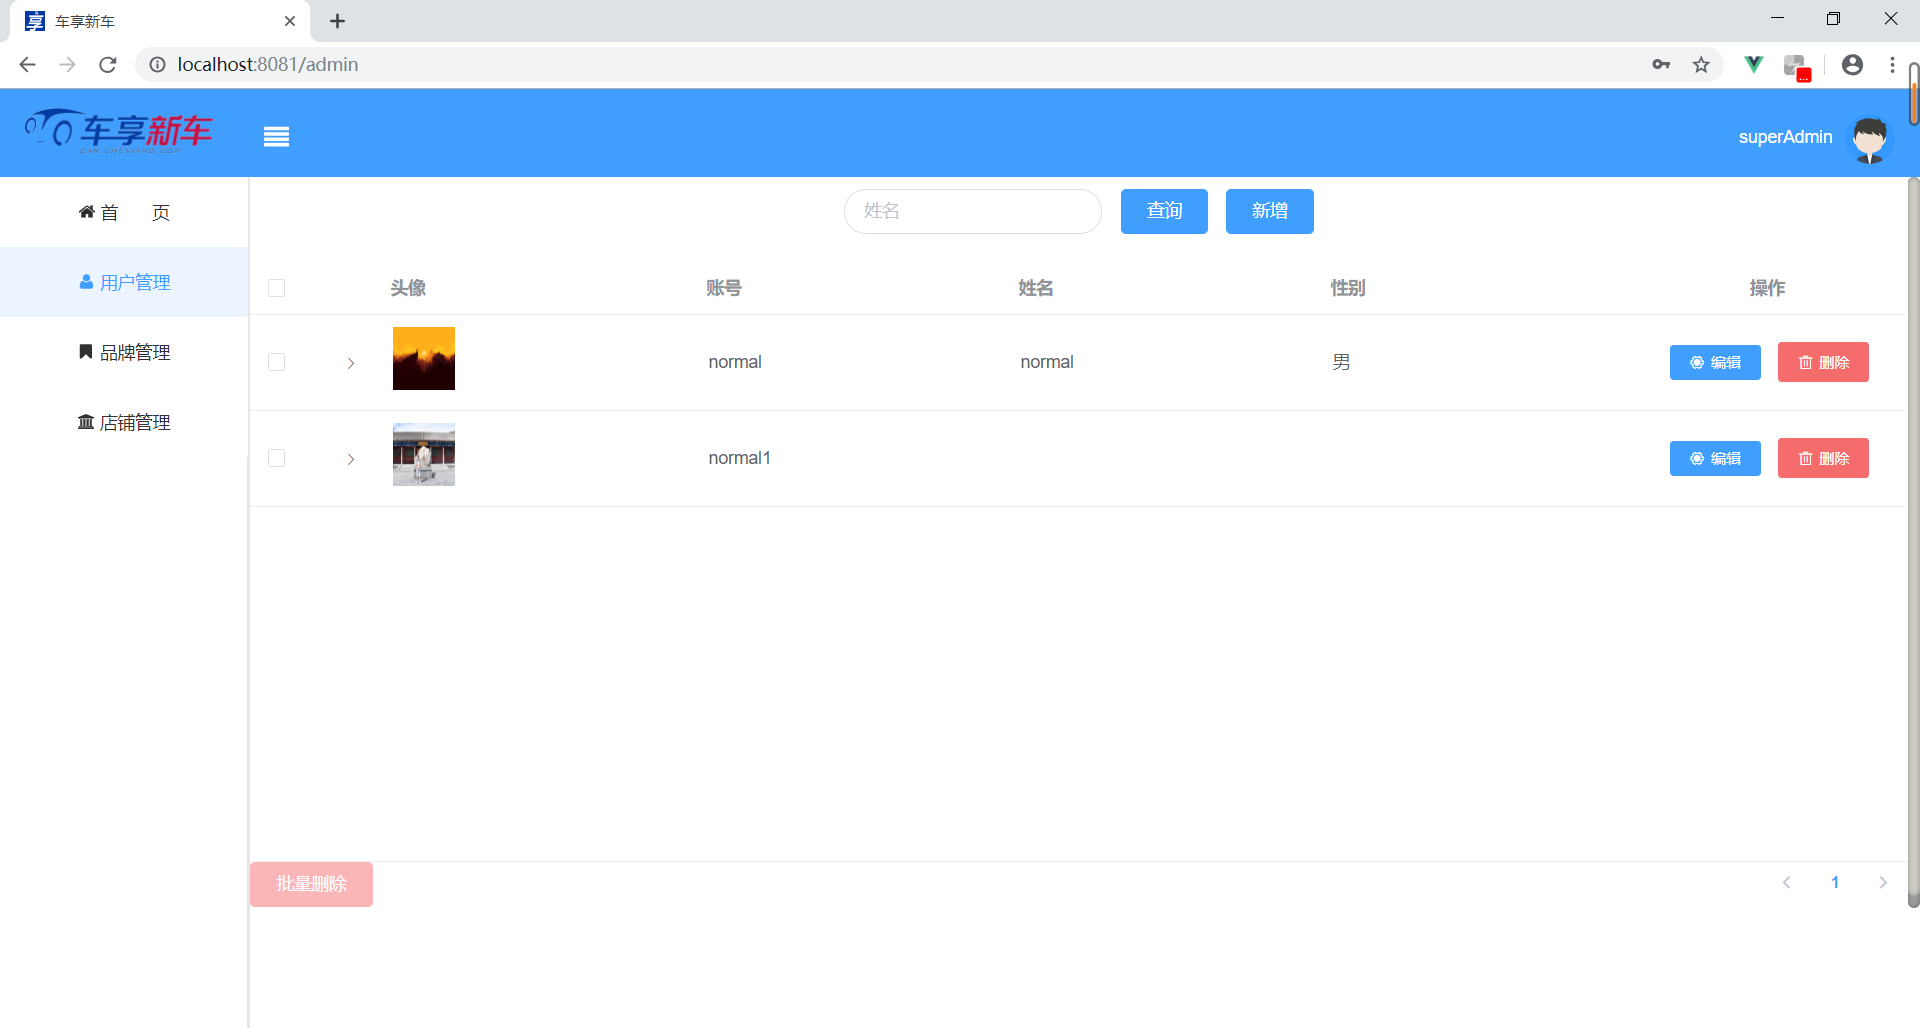 车享新车
localhost:8081/admin
车享新车
CAR.CHEXIANG.COM
superAdmin
首 页
用户管理
品牌管理
店铺管理
姓名 查询 新增
头像 账号 姓名 性别 操作
normal normal 男 编辑 删除
normal1 编辑 删除
批量删除 1